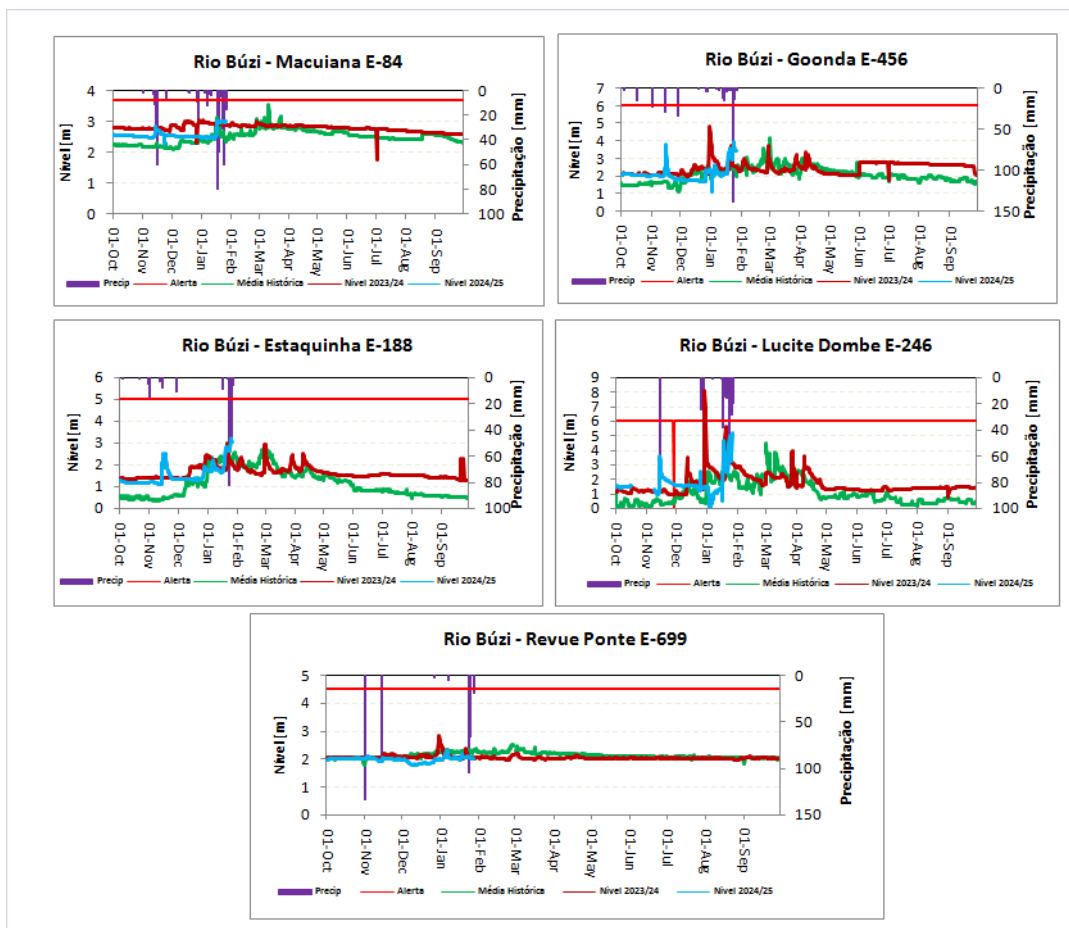 Rio Búzi - Macuiana E-84
Nível [m]
4
3
2
1
0
0
20
40
60
80
100
Precipitação [mm]
01-Oct
01-Nov
01-Dec
01-Jan
01-Feb
01-Mar
01-Apr
01-May
01-Jun
01-Jul
01-Aug
01-Sep
Precip Alerta Média Histórica Nivel 2023/24 Nivel 2024/25
Rio Búzi - Goonda E-456
Nível [m]
7
6
5
4
3
2
1
0
0
50
100
150
Precipitação [mm]
01-Oct
01-Nov
01-Dec
01-Jan
01-Feb
01-Mar
01-Apr
01-May
01-Jun
01-Jul
01-Aug
01-Sep
Precip Alerta Média Histórica Nivel 2023/24 Nivel 2024/25
Rio Búzi - Estaquinha E-188
Nível [m]
6
5
4
3
2
1
0
0
20
40
60
80
100
Precipitação [mm]
01-Oct
01-Nov
01-Dec
01-Jan
01-Feb
01-Mar
01-Apr
01-May
01-Jun
01-Jul
01-Aug
01-Sep
Precip Alerta Média Histórica Nivel 2023/24 Nivel 2024/25
Rio Búzi - Lucite Dombe E-246
Nível [m]
9
8
7
6
5
4
3
2
1
0
0
20
40
60
80
100
Precipitação [mm]
01-Oct
01-Nov
01-Dec
01-Jan
01-Feb
01-Mar
01-Apr
01-May
01-Jun
01-Jul
01-Aug
01-Sep
Precip Alerta Média Histórica Nivel 2023/24 Nivel 2024/25
Rio Búzi - Revue Ponte E-699
Nível [m]
5
4
3
2
1
0
0
50
100
150
Precipitação [mm]
01-Oct
01-Nov
01-Dec
01-Jan
01-Feb
01-Mar
01-Apr
01-May
01-Jun
01-Jul
01-Aug
01-Sep
Precip Alerta Média Histórica Nivel 2023/24 Nivel 2024/25